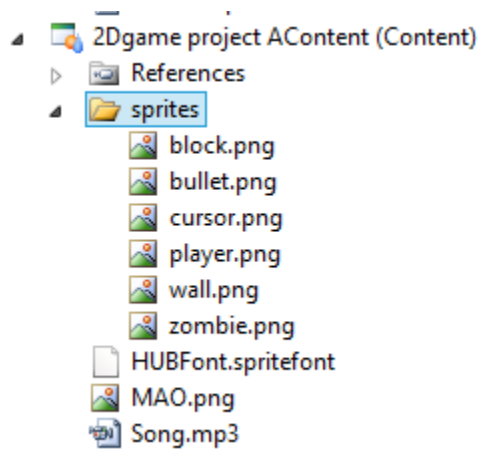 2Dgame project AContent (Content)
References
sprites
block.png
bullet.png
cursor.png
player.png
wall.png
zombie.png
HUBFont.spritefont
MAO.png
Song.mp3